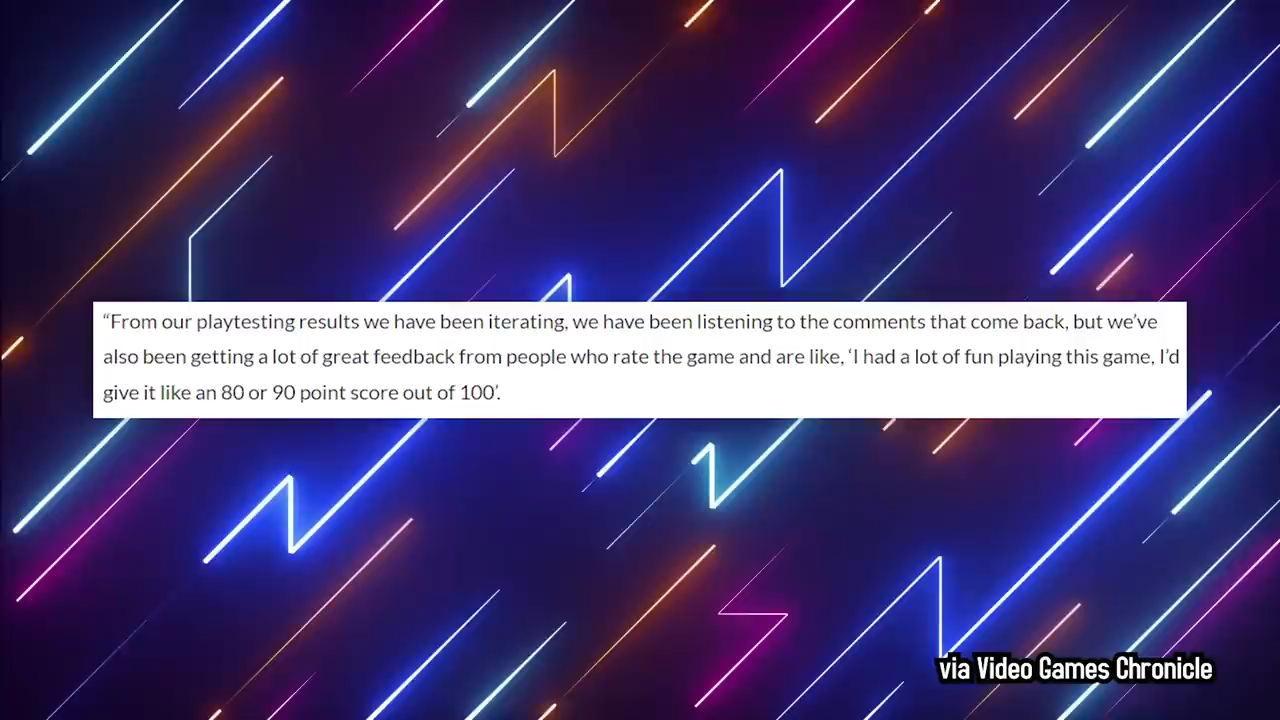 “From our playtesting results we have been iterating, we have been listening to the comments that come back, but we’ve
also been getting a lot of great feedback from people who rate the game and are like, ‘I had a lot of fun playing this game, I’d
give it like an 80 or 90 point score out of 100’.
via Video Games Chronicle